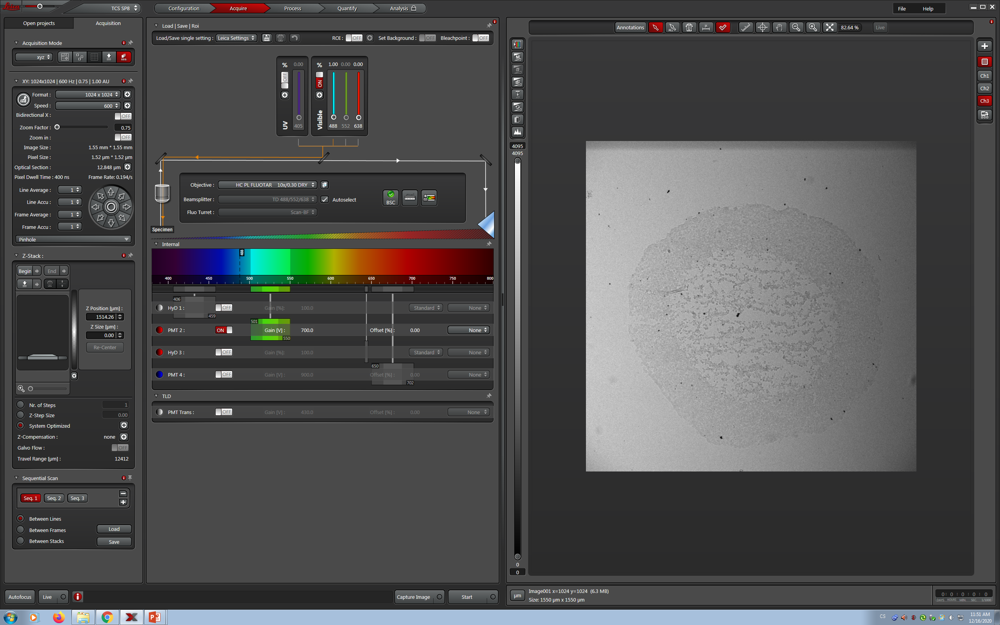 Leica
TCS SP8
Configuration Acquire Process Quantify Analysis
File Help
Open projects Acquisition
Acquisition Mode
xyz
SEQ.
XY: 1024x1024 | 600 Hz | 0.75 | 1.00 AU
Format : 1024 x 1024
Speed : 600
Bidirectional X : OFF
Zoom Factor : 0.75
Zoom in : OFF
Image Size : 1.55 mm * 1.55 mm
Pixel Size : 1.52 µm * 1.52 µm
Optical Section : 12.848 µm
Pixel Dwell Time : 400 ns Frame Rate: 0.194/s
Line Average : 1
Line Accu : 1
Frame Average : 1
Frame Accu : 1
Pinhole
Z-Stack :
Begin End
Z Position [µm] :
1514.26
Z Size [µm] :
0.00
Re-Center
Nr. of Steps 1
Z-Step Size 0.00
System Optimized
Z-Compensation : none
Galvo Flow : OFF
Travel Range [µm] : 12412
Sequential Scan
Seq. 1 Seq. 2 Seq. 3
Between Lines
Between Frames Load
Between Stacks Save
Autofocus Live
Load | Save | Roi
Load/Save single setting : Leica Settings ROI : OFF Set Background : OFF Bleachpoint : OFF
% 0.00 % 1.00 0.00 0.00
OFF ON
UV 405 Visible 488 552 638
Objective : HC PL FLUOTAR 10x/0.30 DRY
Beamsplitter : TD 488/552/638 Autoselect
BSC
Fluo Turret : Scan-BF
Specimen
Internal
488
400 450 500 550 600 650 700 750 800
406
HyD 1 : OFF Gain [%]: 100.0 Standard None
459
501
PMT 2 : ON Gain [V] : 700.0 Offset [%] : 0.00 None
550
HyD 3 : OFF Gain [%]: 100.0 Standard None
650
PMT 4 : OFF Gain [V] : 900.0 Offset [%] : 0.00 None
702
TLD
PMT Trans : OFF Gain [V] : 430.0 Offset [%] : 0.00 None
Capture Image Start
Annotations ALL 82.64 % Live
M
4095
4095
0
0
Ch1
Ch2
Ch3
µm
Image001 x=1024 y=1024 (6.3 MB)
Size: 1550 µm x 1550 µm
0: 0 : 0 : 0 : 0
DAYS HOURS MIN. SEC. 1/1000
CS
11:51 AM
12/16/2020